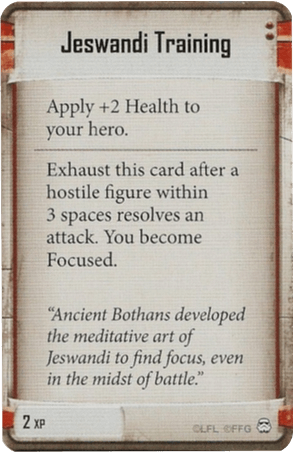 Jeswandi Training
Apply +2 Health to
your hero.
Exhaust this card after a
hostile figure within
3 spaces resolves an
attack. You become
Focused.
“Ancient Bothans developed
the meditative art of
Jeswandi to find focus, even
in the midst of battle.”
2 XP
©LFL ©FFG